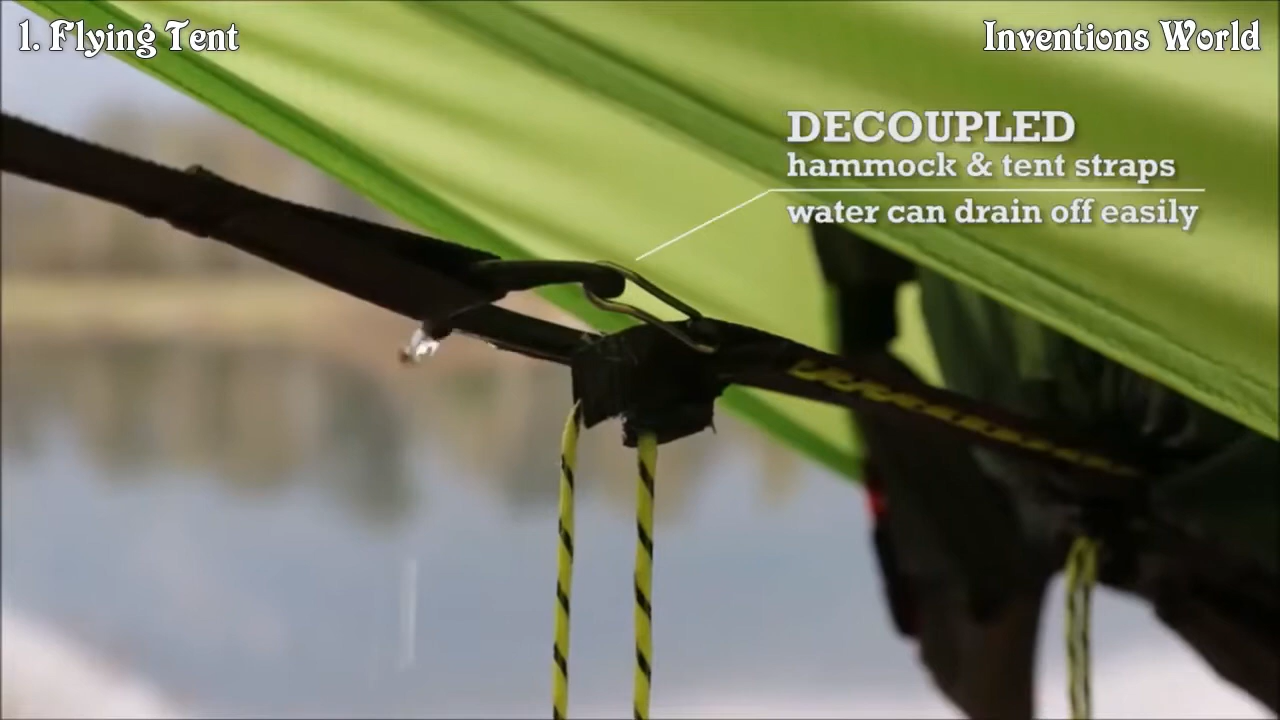 1. Flying Tent
Inventions World
DECOUPLED
hammock & tent straps
water can drain off easily